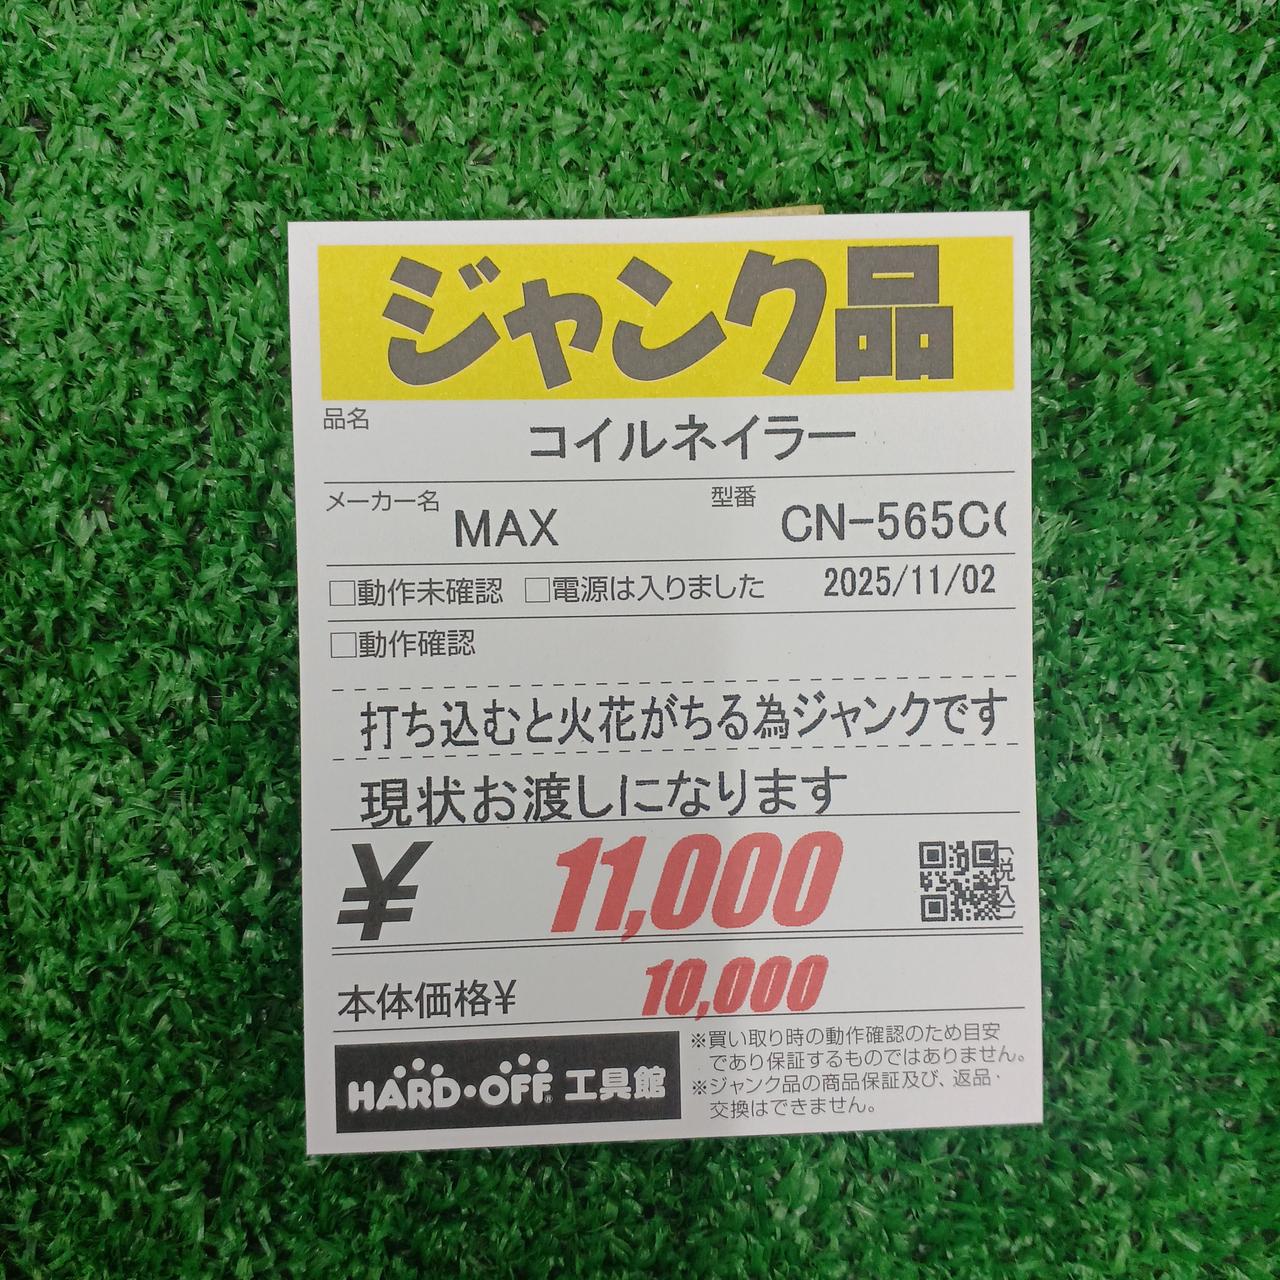 ジャンク品
品名
コイルネイラー
メーカー名 MAX 型番 CN-565C
□動作未確認 □電源は入りました 2025/11/02
□動作確認
打ち込むと火花がちる為ジャンクです
現状お渡しになります
¥ 11,000 (税込)
本体価格¥ 10,000
HARD・OFF® 工具館
※買い取り時の動作確認のため目安
であり保証するものではありません。
※ジャンク品の商品保証及び、返品・
交換はできません。